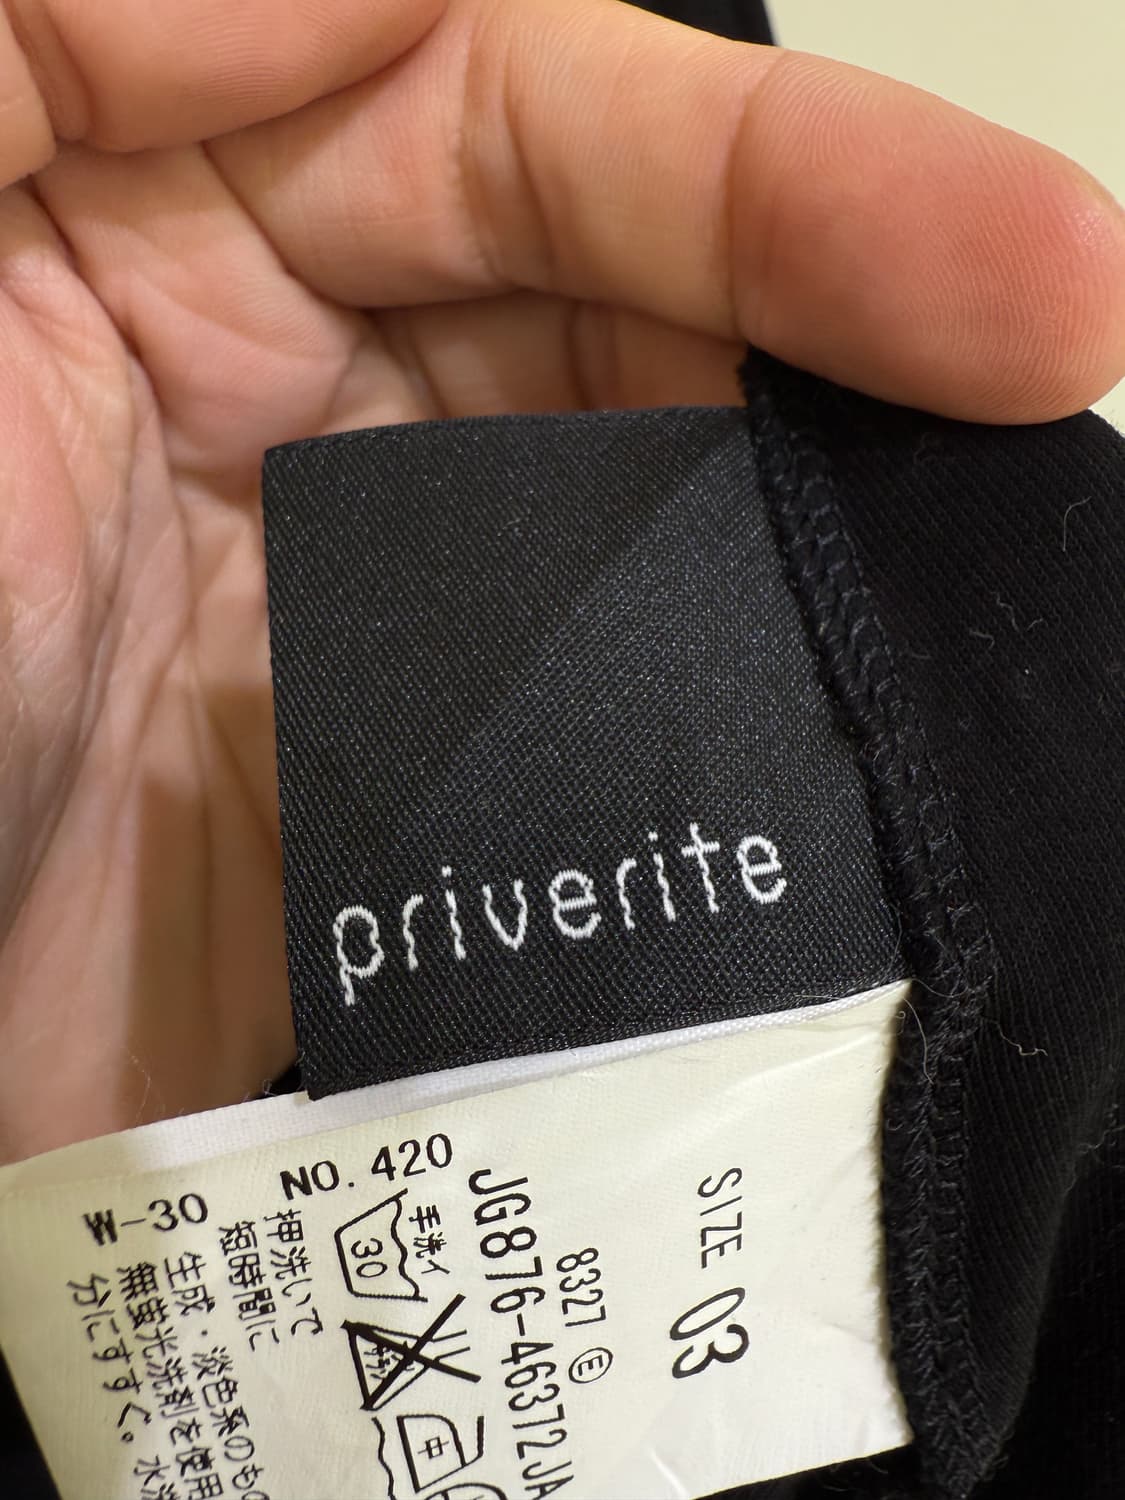 priverite
SIZE 03
8327 Ⓔ
JG876-46372JA
NO. 420
手洗イ
30
中
押洗いで
短時間に
W-30
生成・淡色系のもの
無蛍光洗剤を使用
分にすすぐ。水洗